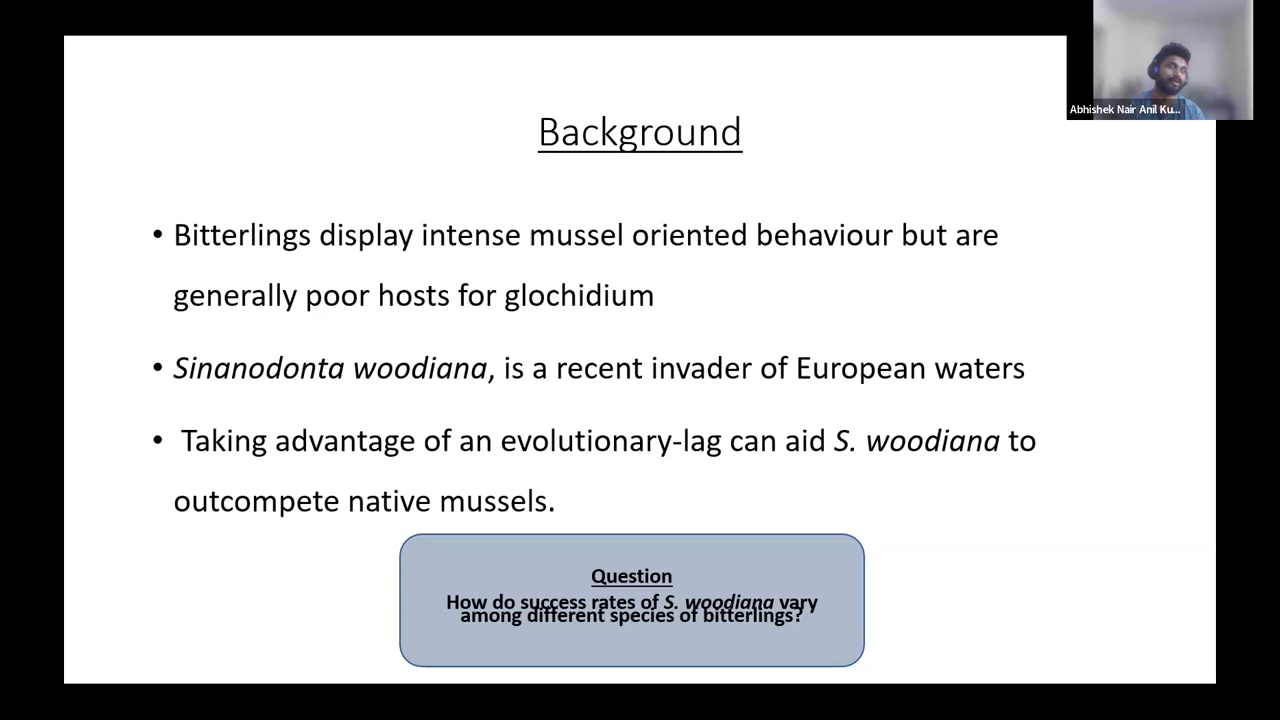 Abhishek Nair Anil Ku...
Background
• Bitterlings display intense mussel oriented behaviour but are
generally poor hosts for glochidium
• Sinanodonta woodiana, is a recent invader of European waters
• Taking advantage of an evolutionary-lag can aid S. woodiana to
outcompete native mussels.
Question
How do success rates of S. woodiana vary
among different species of bitterlings?